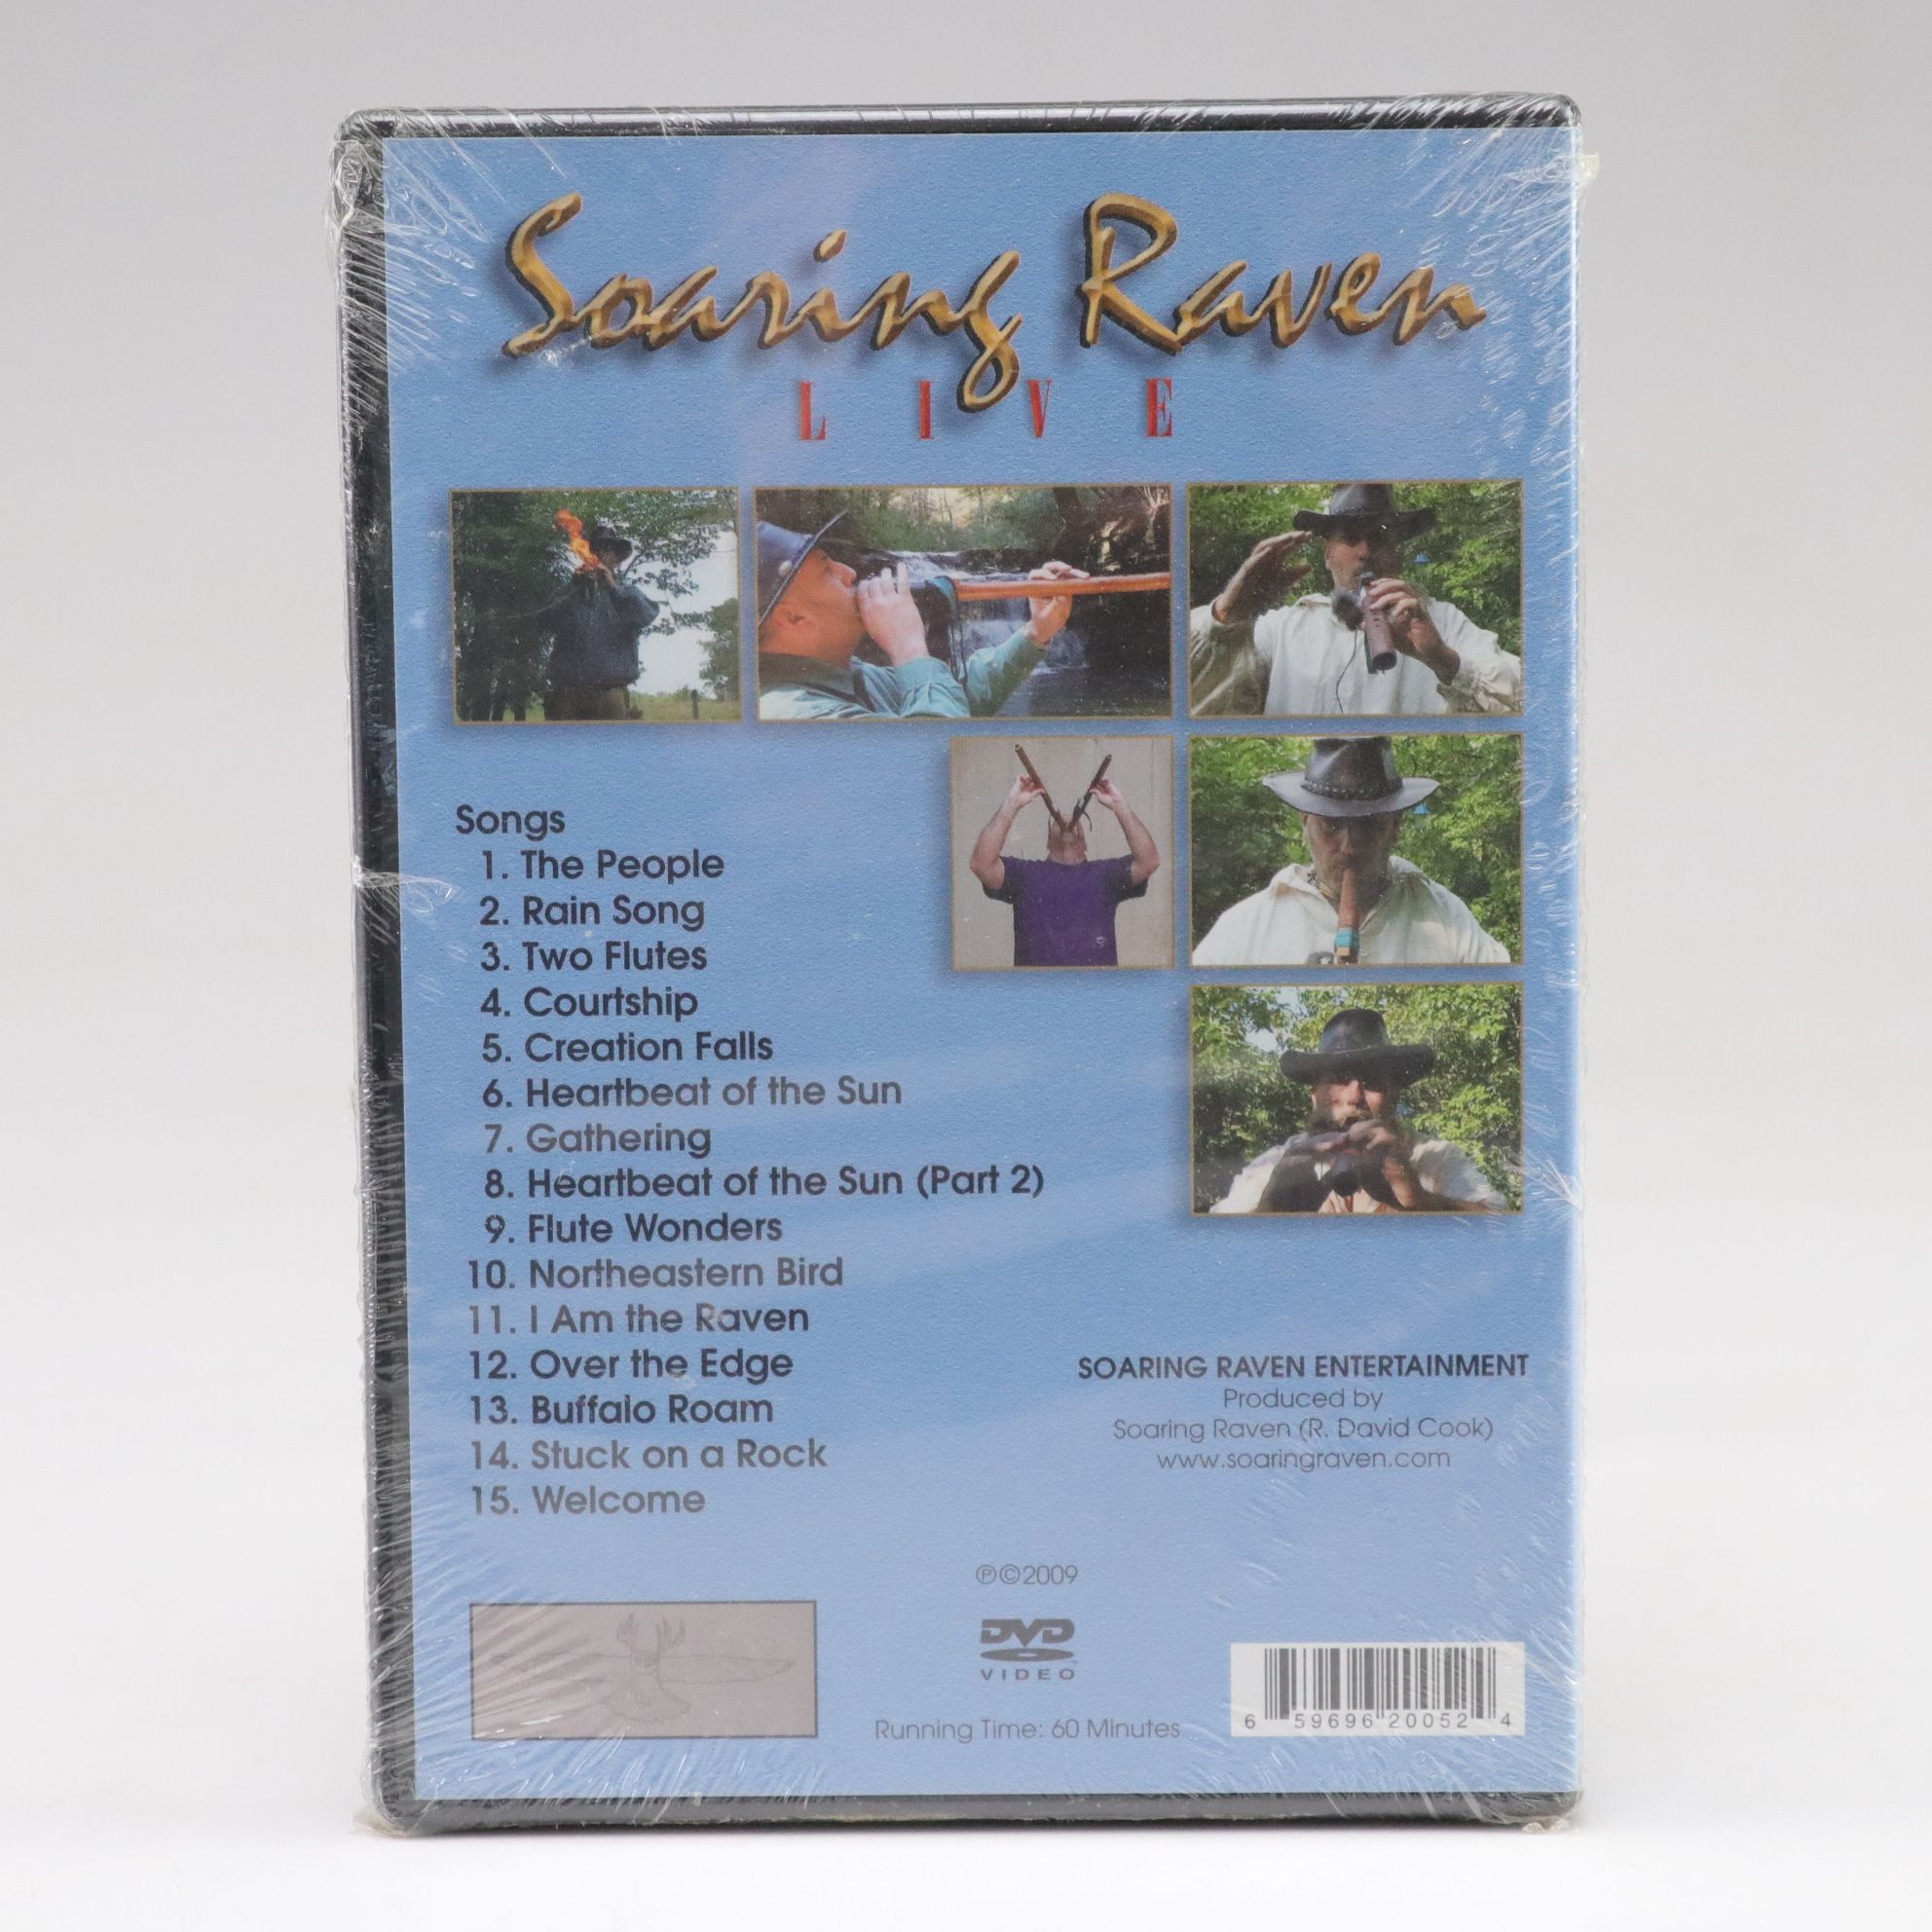 Soaring Raven
LIVE
Songs
1. The People
2. Rain Song
3. Two Flutes
4. Courtship
5. Creation Falls
6. Heartbeat of the Sun
7. Gathering
8. Heartbeat of the Sun (Part 2)
9. Flute Wonders
10. Northeastern Bird
11. I Am the Raven
12. Over the Edge
13. Buffalo Roam
14. Stuck on a Rock
15. Welcome
SOARING RAVEN ENTERTAINMENT
Produced by
Soaring Raven (R. David Cook)
www.soaringraven.com
℗©2009
DVD
VIDEO
Running Time: 60 Minutes
6 59696 20052 4